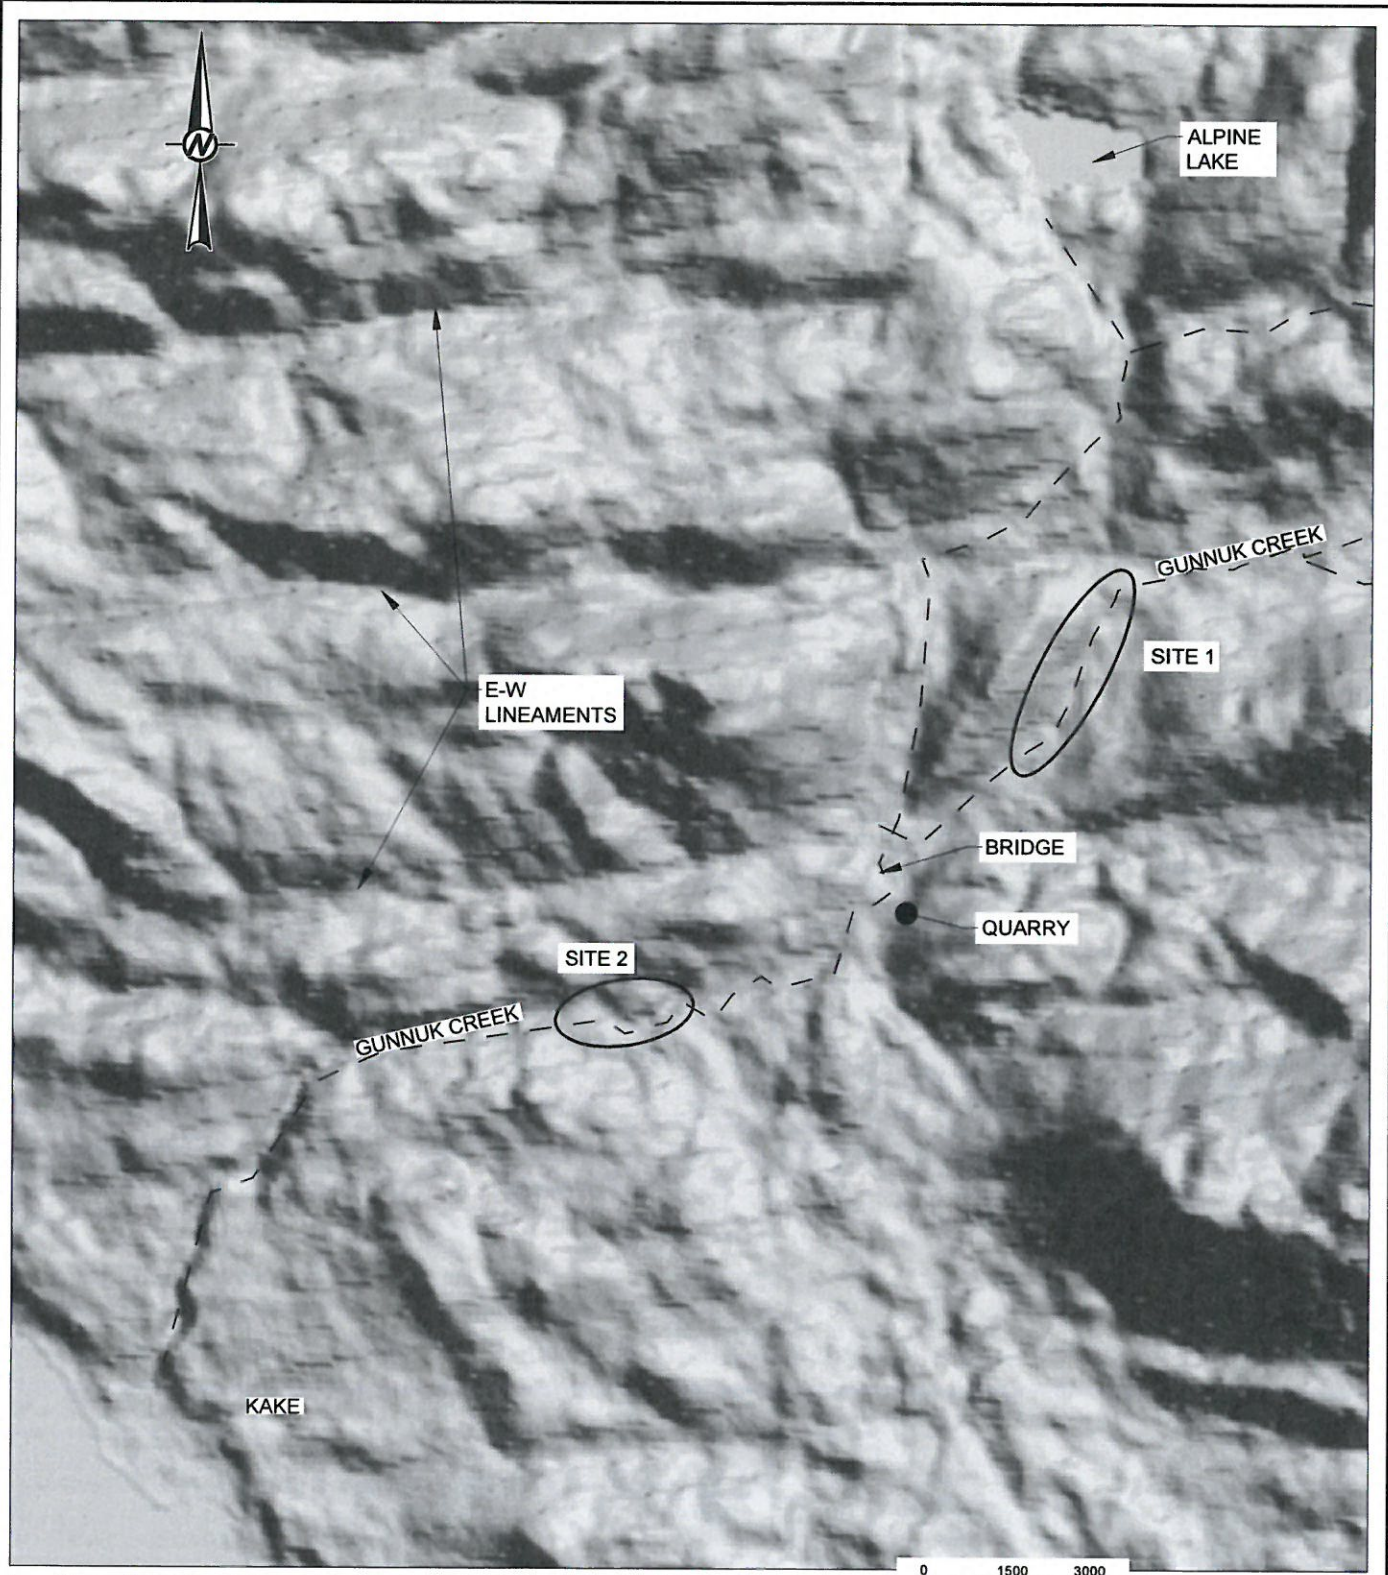 N
ALPINE
LAKE
GUNNUK CREEK
SITE 1
E-W
LINEAMENTS
BRIDGE
QUARRY
SITE 2
GUNNUK CREEK
KAKE
0 1500 3000